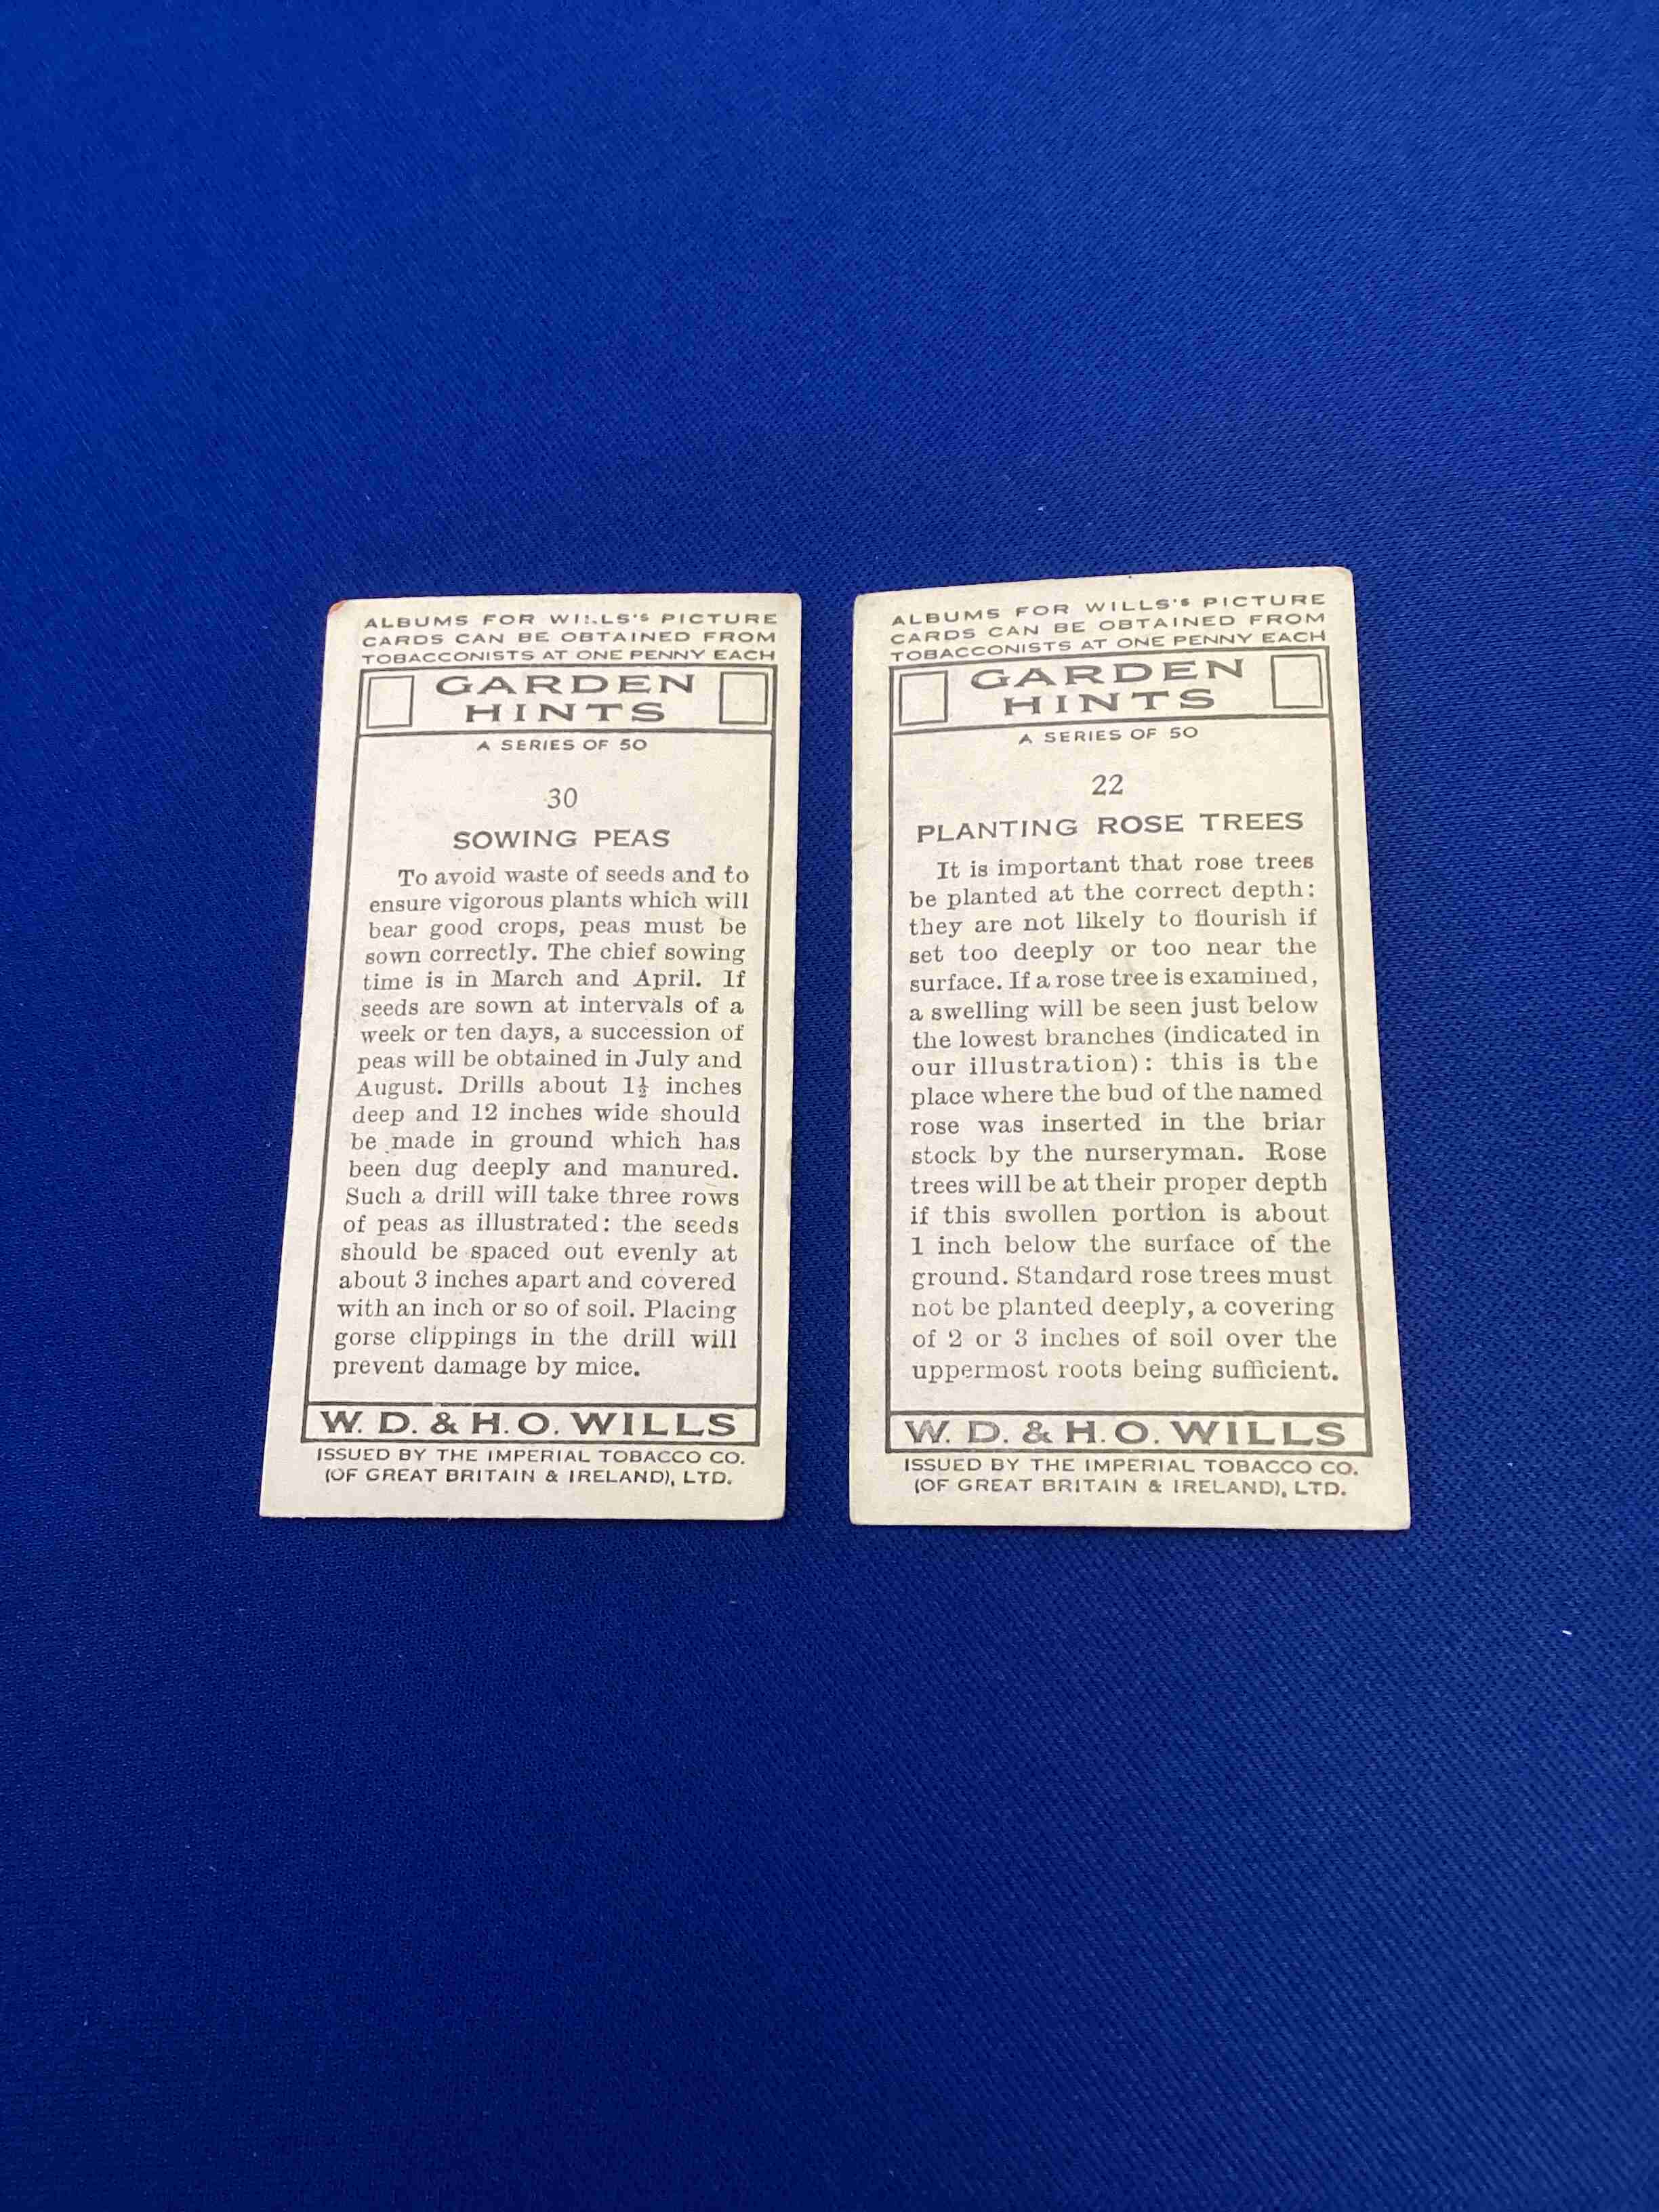 ALBUMS FOR WILLS'S PICTURE
CARDS CAN BE OBTAINED FROM
TOBACCONISTS AT ONE PENNY EACH
GARDEN
HINTS
A SERIES OF 50
30
SOWING PEAS
To avoid waste of seeds and to
ensure vigorous plants which will
bear good crops, peas must be
sown correctly. The chief sowing
time is in March and April. If
seeds are sown at intervals of a
week or ten days, a succession of
peas will be obtained in July and
August. Drills about 1½ inches
deep and 12 inches wide should
be made in ground which has
been dug deeply and manured.
Such a drill will take three rows
of peas as illustrated: the seeds
should be spaced out evenly at
about 3 inches apart and covered
with an inch or so of soil. Placing
gorse clippings in the drill will
prevent damage by mice.
W. D. & H. O. WILLS
ISSUED BY THE IMPERIAL TOBACCO CO.
(OF GREAT BRITAIN & IRELAND), LTD.
ALBUMS FOR WILLS'S PICTURE
CARDS CAN BE OBTAINED FROM
TOBACCONISTS AT ONE PENNY EACH
GARDEN
HINTS
A SERIES OF 50
22
PLANTING ROSE TREES
It is important that rose trees
be planted at the correct depth:
they are not likely to flourish if
set too deeply or too near the
surface. If a rose tree is examined,
a swelling will be seen just below
the lowest branches (indicated in
our illustration): this is the
place where the bud of the named
rose was inserted in the briar
stock by the nurseryman. Rose
trees will be at their proper depth
if this swollen portion is about
1 inch below the surface of the
ground. Standard rose trees must
not be planted deeply, a covering
of 2 or 3 inches of soil over the
uppermost roots being sufficient.
W. D. & H. O. WILLS
ISSUED BY THE IMPERIAL TOBACCO CO.
(OF GREAT BRITAIN & IRELAND), LTD.